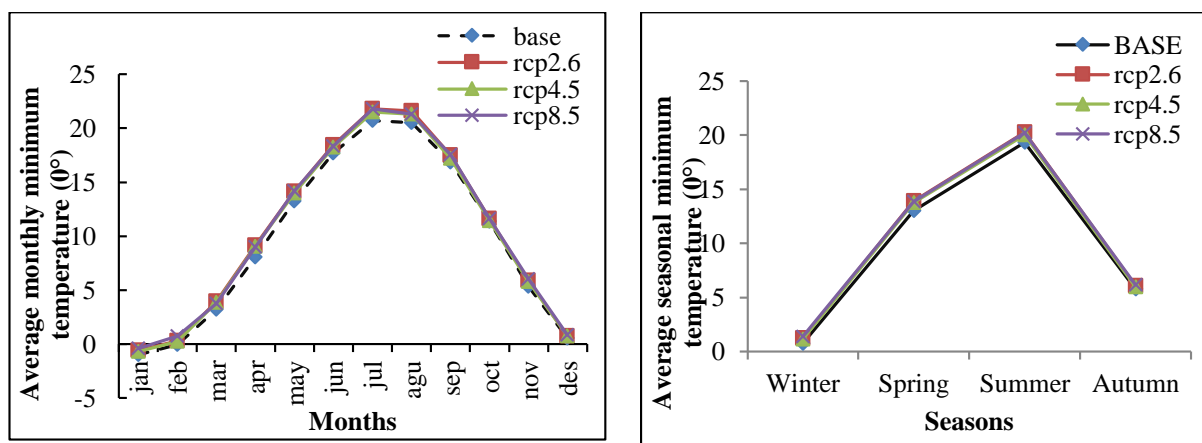 Average monthly minimum
temperature (0°)
base
rcp2.6
rcp4.5
rcp8.5
25
20
15
10
5
0
-5
jan
feb
mar
apr
may
jun
jul
agu
sep
oct
nov
des
Months
Average seasonal minimum
temperature ((0°)
BASE
rcp2.6
rcp4.5
rcp8.5
25
20
15
10
5
0
Winter
Spring
Summer
Autumn
Seasons